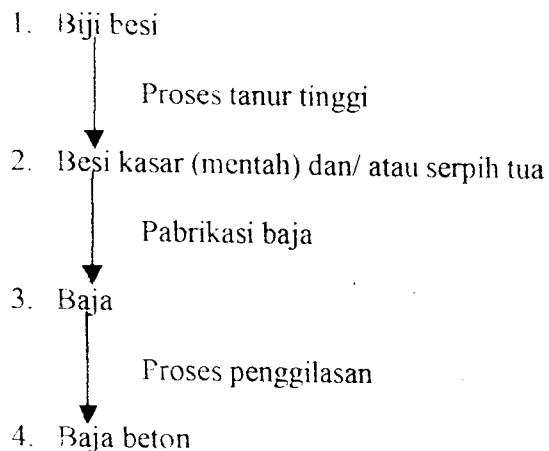 1. Biji besi
Proses tanur tinggi
2. Besi kasar (mentah) dan/ atau serpih tua
Pabrikasi baja
3. Baja
Proses penggilasan
4. Baja beton